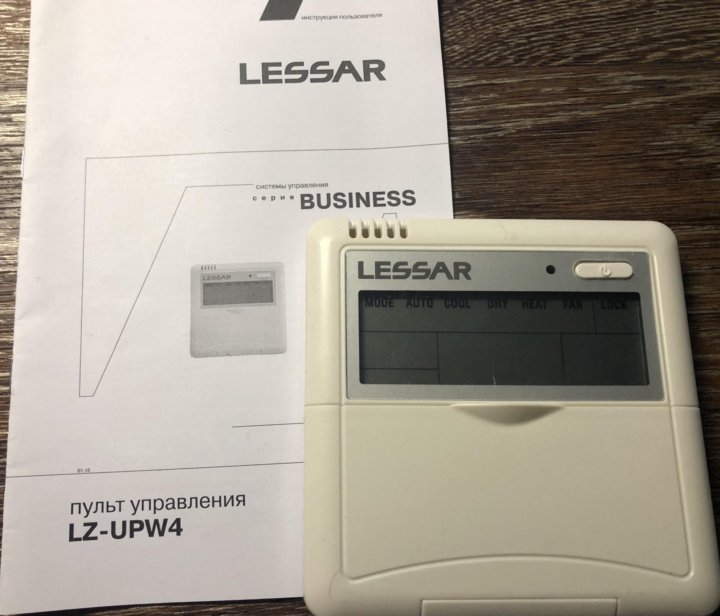 инструкция пользователя
LESSAR
системы управления
серия BUSINESS
LESSAR
01.13
пульт управления
LZ-UPW4
LESSAR
MODE AUTO COOL DRY HEAT FAN LOCK